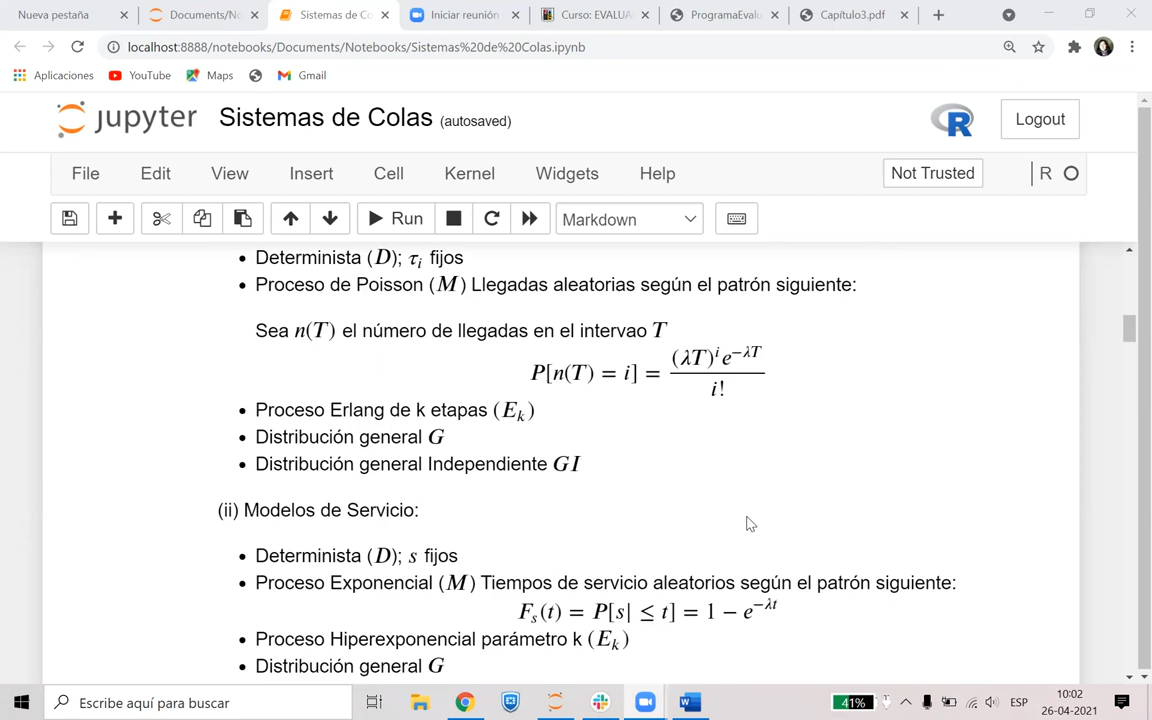 Nueva pestaña
Documents/No
Sistemas de Co
Iniciar reunión
Curso: EVALUA
ProgramaEvalu
Capítulo3.pdf
localhost:8888/notebooks/Documents/Notebooks/Sistemas%20de%20Colas.ipynb
Aplicaciones YouTube Maps Gmail
jupyter Sistemas de Colas (autosaved) R Logout
File Edit View Insert Cell Kernel Widgets Help Not Trusted R
Run Markdown
• Determinista (D); τ_i fijos
• Proceso de Poisson (M) Llegadas aleatorias según el patrón siguiente:
Sea n(T) el número de llegadas en el intervao T
P[n(T) = i] = (λT)^i e^{−λT} / i!
• Proceso Erlang de k etapas (E_k)
• Distribución general G
• Distribución general Independiente GI
(ii) Modelos de Servicio:
• Determinista (D); s fijos
• Proceso Exponencial (M) Tiempos de servicio aleatorios según el patrón siguiente:
F_s(t) = P[s| ≤ t] = 1 − e^{−λt}
• Proceso Hiperexponencial parámetro k (E_k)
• Distribución general G
Escribe aquí para buscar
41%
ESP
10:02
26-04-2021